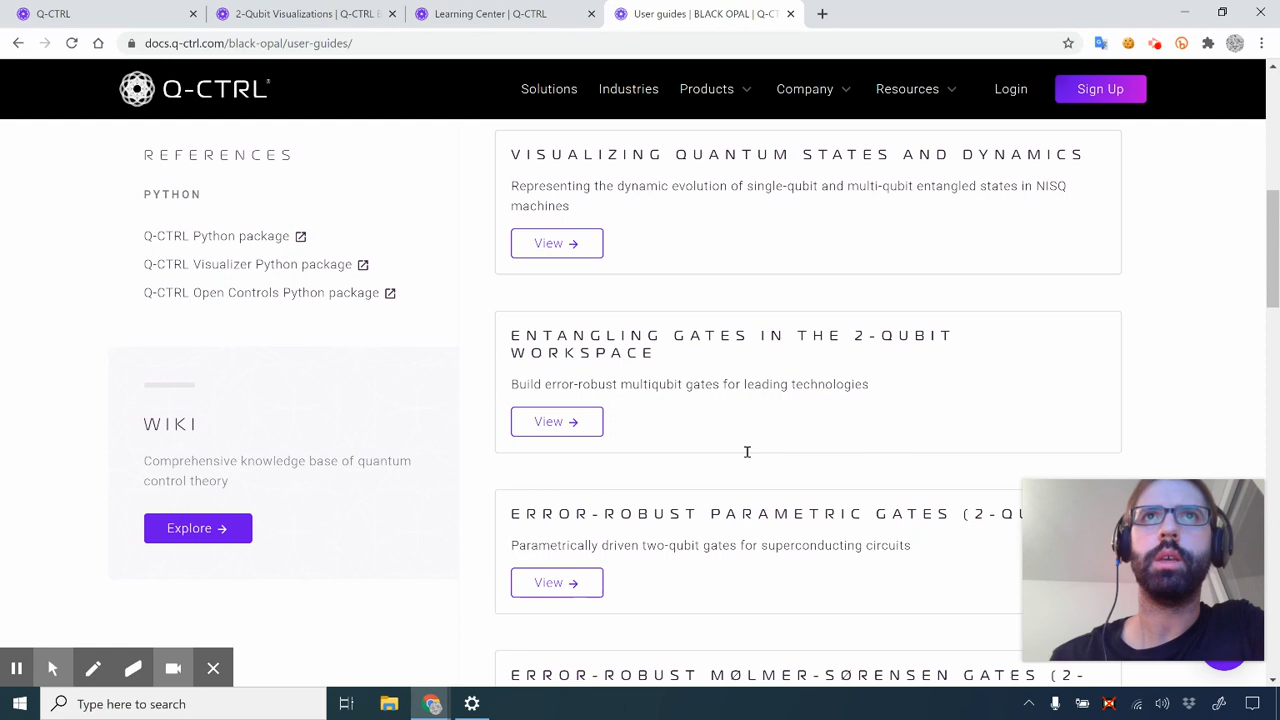 Q-CTRL
2-Qubit Visualizations | Q-CTRL
Learning Center | Q-CTRL
User guides | BLACK OPAL | Q-CT
docs.q-ctrl.com/black-opal/user-guides/
Q-CTRL
Solutions
Industries
Products
Company
Resources
Login
Sign Up
REFERENCES
PYTHON
Q-CTRL Python package
Q-CTRL Visualizer Python package
Q-CTRL Open Controls Python package
WIKI
Comprehensive knowledge base of quantum
control theory
Explore →
VISUALIZING QUANTUM STATES AND DYNAMICS
Representing the dynamic evolution of single-qubit and multi-qubit entangled states in NISQ
machines
View →
ENTANGLING GATES IN THE 2-QUBIT
WORKSPACE
Build error-robust multiqubit gates for leading technologies
View →
ERROR-ROBUST PARAMETRIC GATES (2-QU
Parametrically driven two-qubit gates for superconducting circuits
View →
ERROR-ROBUST MØLMER-SØRENSEN GATES (2-
Type here to search